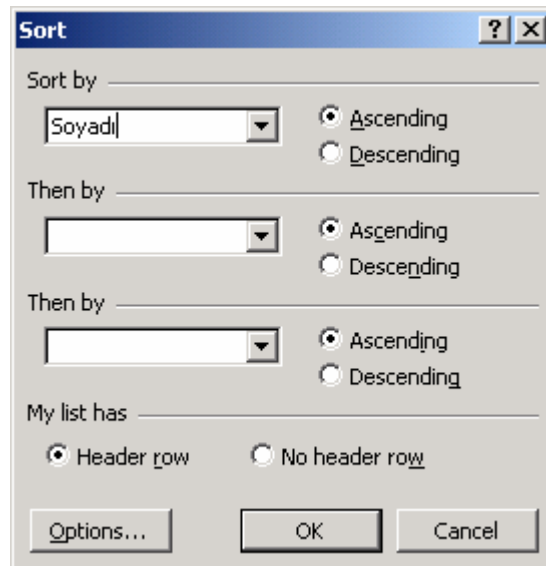 Sort
Sort by
Soyadı
Ascending
Descending
Then by
Ascending
Descending
Then by
Ascending
Descending
My list has
Header row
No header row
Options...
OK
Cancel